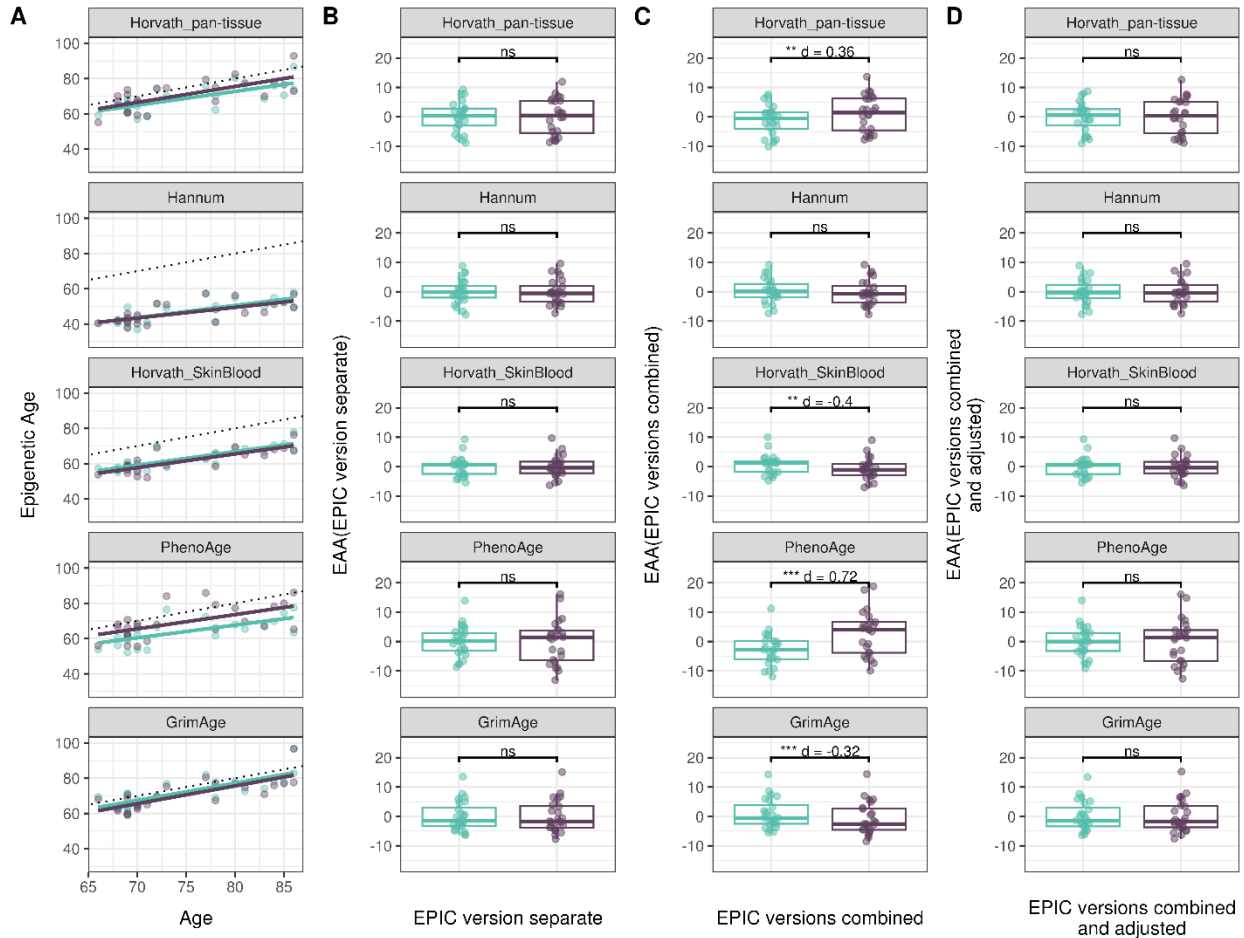 A
B
C
D
Horvath_pan-tissue
Horvath_pan-tissue
Horvath_pan-tissue
Horvath_pan-tissue
100
80
60
40
20
10
0
-10
ns
20
10
0
-10
** d = 0.36
20
10
0
-10
ns
Hannum
Hannum
Hannum
Hannum
100
80
60
40
20
10
0
-10
ns
20
10
0
-10
ns
20
10
0
-10
ns
Horvath_SkinBlood
Horvath_SkinBlood
Horvath_SkinBlood
Horvath_SkinBlood
100
80
60
40
20
10
0
-10
ns
20
10
0
-10
** d = -0.4
20
10
0
-10
ns
PhenoAge
PhenoAge
PhenoAge
PhenoAge
100
80
60
40
20
10
0
-10
ns
20
10
0
-10
*** d = 0.72
20
10
0
-10
ns
GrimAge
GrimAge
GrimAge
GrimAge
100
80
60
40
20
10
0
-10
ns
20
10
0
-10
*** d = -0.32
20
10
0
-10
ns
65
70
75
80
85
Epigenetic Age
EAA(EPIC version separate)
EAA(EPIC versions combined)
EAA(EPIC versions combined
and adjusted)
Age
EPIC version separate
EPIC versions combined
EPIC versions combined
and adjusted